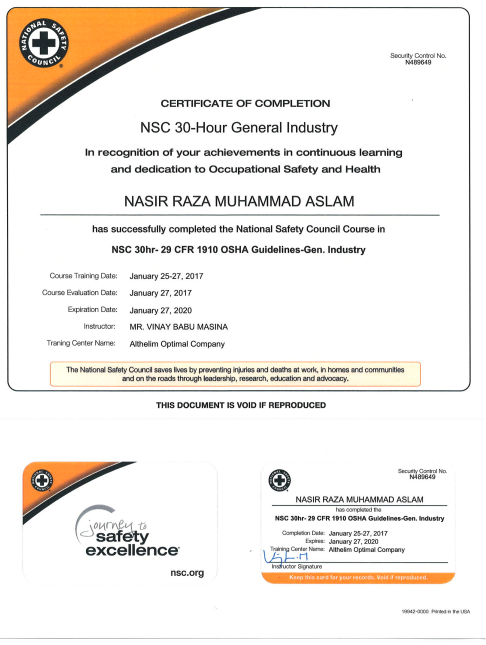 NATIONAL SAFETY COUNCIL
Security Control No.
N489649
CERTIFICATE OF COMPLETION
NSC 30-Hour General Industry
In recognition of your achievements in continuous learning
and dedication to Occupational Safety and Health
NASIR RAZA MUHAMMAD ASLAM
has successfully completed the National Safety Council Course in
NSC 30hr- 29 CFR 1910 OSHA Guidelines-Gen. Industry
Course Training Date: January 25-27, 2017
Course Evaluation Date: January 27, 2017
Expiration Date: January 27, 2020
Instructor: MR. VINAY BABU MASINA
Traning Center Name: Althelim Optimal Company
The National Safety Council saves lives by preventing injuries and deaths at work, in homes and communities
and on the roads through leadership, research, education and advocacy.
THIS DOCUMENT IS VOID IF REPRODUCED
journey to
safety
excellence
nsc.org
Security Control No.
N489649
NASIR RAZA MUHAMMAD ASLAM
has completed the
NSC 30hr- 29 CFR 1910 OSHA Guidelines-Gen. Industry
Completion Date: January 25-27, 2017
Expires: January 27, 2020
Training Center Name: Althelim Optimal Company
Instructor Signature
Keep this card for your records. Void if reproduced.
19942-0000 Printed in the USA